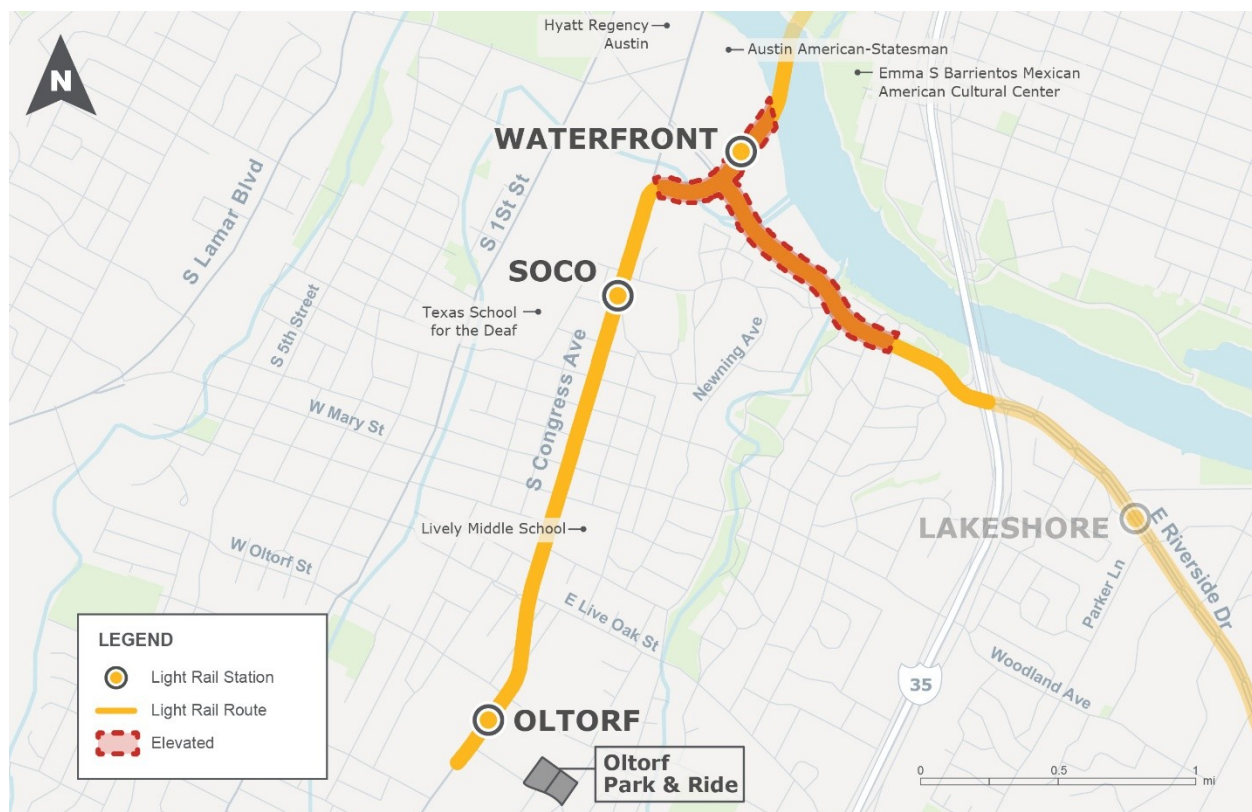 Hyatt Regency
Austin
Austin American-Statesman
Emma S Barrientos Mexican
American Cultural Center
N
WATERFRONT
S Lamar Blvd
S 1St St
SOCO
Texas School
for the Deaf
S 5th Street
Newning Ave
S Congress Ave
W Mary St
Lively Middle School
LAKESHORE
E Riverside Dr
W Oltorf St
Parker Ln
E Live Oak St
Woodland Ave
35
LEGEND
Light Rail Station
Light Rail Route
Elevated
OLTORF
Oltorf
Park & Ride
0 0.5 1
mi